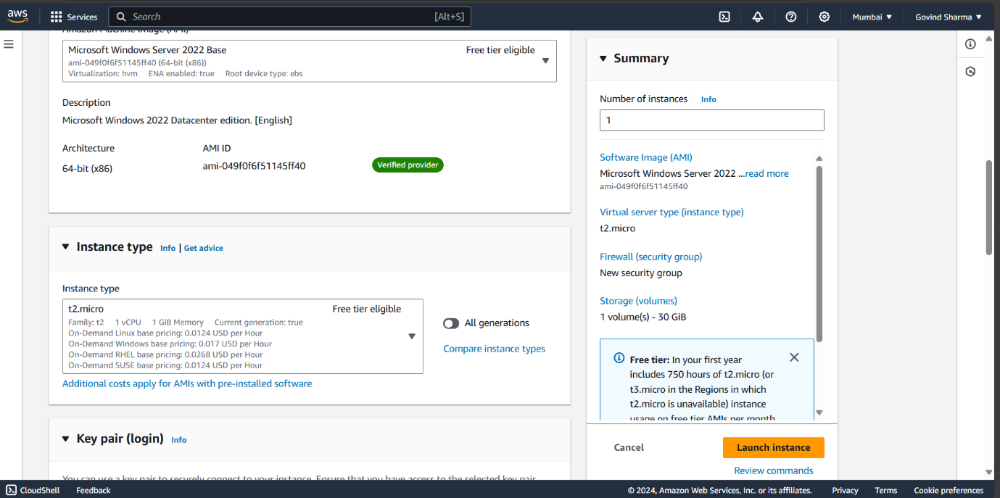 aws
Services
Search
[Alt+S]
Mumbai
Govind Sharma
Amazon Machine Image (AMI)
Microsoft Windows Server 2022 Base
Free tier eligible
ami-049f0f6f51145ff40 (64-bit (x86))
Virtualization: hvm ENA enabled: true Root device type: ebs
Description
Microsoft Windows 2022 Datacenter edition. [English]
Architecture
AMI ID
64-bit (x86)
ami-049f0f6f51145ff40
Verified provider
Instance type
Info | Get advice
Instance type
t2.micro
Free tier eligible
Family: t2 1 vCPU 1 GiB Memory Current generation: true
On-Demand Linux base pricing: 0.0124 USD per Hour
On-Demand Windows base pricing: 0.017 USD per Hour
On-Demand RHEL base pricing: 0.0268 USD per Hour
On-Demand SUSE base pricing: 0.0124 USD per Hour
All generations
Compare instance types
Additional costs apply for AMIs with pre-installed software
Key pair (login)
Info
You can use a key pair to securely connect to your instance. Ensure that you have access to the selected key pair
Summary
Number of instances
Info
1
Software Image (AMI)
Microsoft Windows Server 2022 ...read more
ami-049f0f6f51145ff40
Virtual server type (instance type)
t2.micro
Firewall (security group)
New security group
Storage (volumes)
1 volume(s) - 30 GiB
Free tier: In your first year
includes 750 hours of t2.micro (or
t3.micro in the Regions in which
t2.micro is unavailable) instance
usage on free tier AMIs per month
Cancel
Launch instance
Review commands
CloudShell
Feedback
© 2024, Amazon Web Services, Inc. or its affiliates.
Privacy
Terms
Cookie preferences